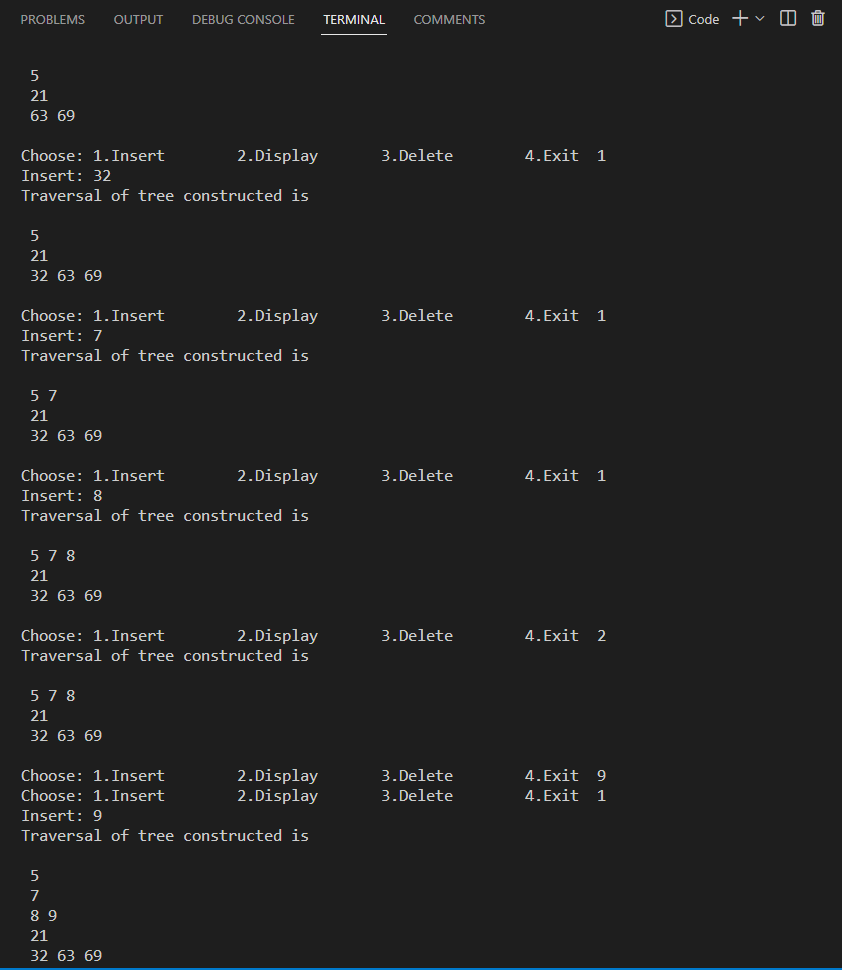 PROBLEMS OUTPUT DEBUG CONSOLE TERMINAL COMMENTS Code
5
21
63 69
Choose: 1.Insert 2.Display 3.Delete 4.Exit 1
Insert: 32
Traversal of tree constructed is
5
21
32 63 69
Choose: 1.Insert 2.Display 3.Delete 4.Exit 1
Insert: 7
Traversal of tree constructed is
5 7
21
32 63 69
Choose: 1.Insert 2.Display 3.Delete 4.Exit 1
Insert: 8
Traversal of tree constructed is
5 7 8
21
32 63 69
Choose: 1.Insert 2.Display 3.Delete 4.Exit 2
Traversal of tree constructed is
5 7 8
21
32 63 69
Choose: 1.Insert 2.Display 3.Delete 4.Exit 9
Choose: 1.Insert 2.Display 3.Delete 4.Exit 1
Insert: 9
Traversal of tree constructed is
5
7
8 9
21
32 63 69